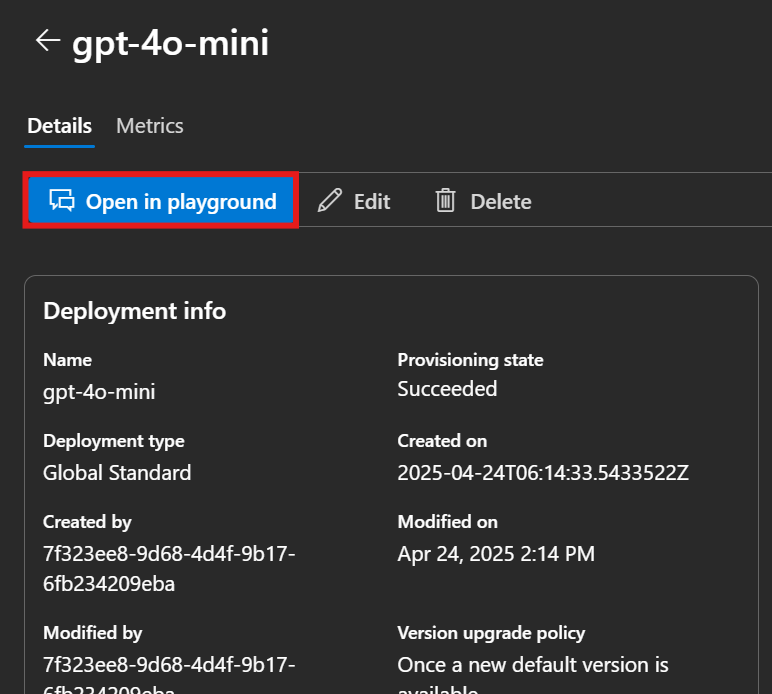 gpt-4o-mini
Details Metrics
Open in playground Edit Delete
Deployment info
Name
gpt-4o-mini
Provisioning state
Succeeded
Deployment type
Global Standard
Created on
2025-04-24T06:14:33.5433522Z
Created by
7f323ee8-9d68-4d4f-9b17-
6fb234209eba
Modified on
Apr 24, 2025 2:14 PM
Modified by
7f323ee8-9d68-4d4f-9b17-
6fb234209eba
Version upgrade policy
Once a new default version is
available